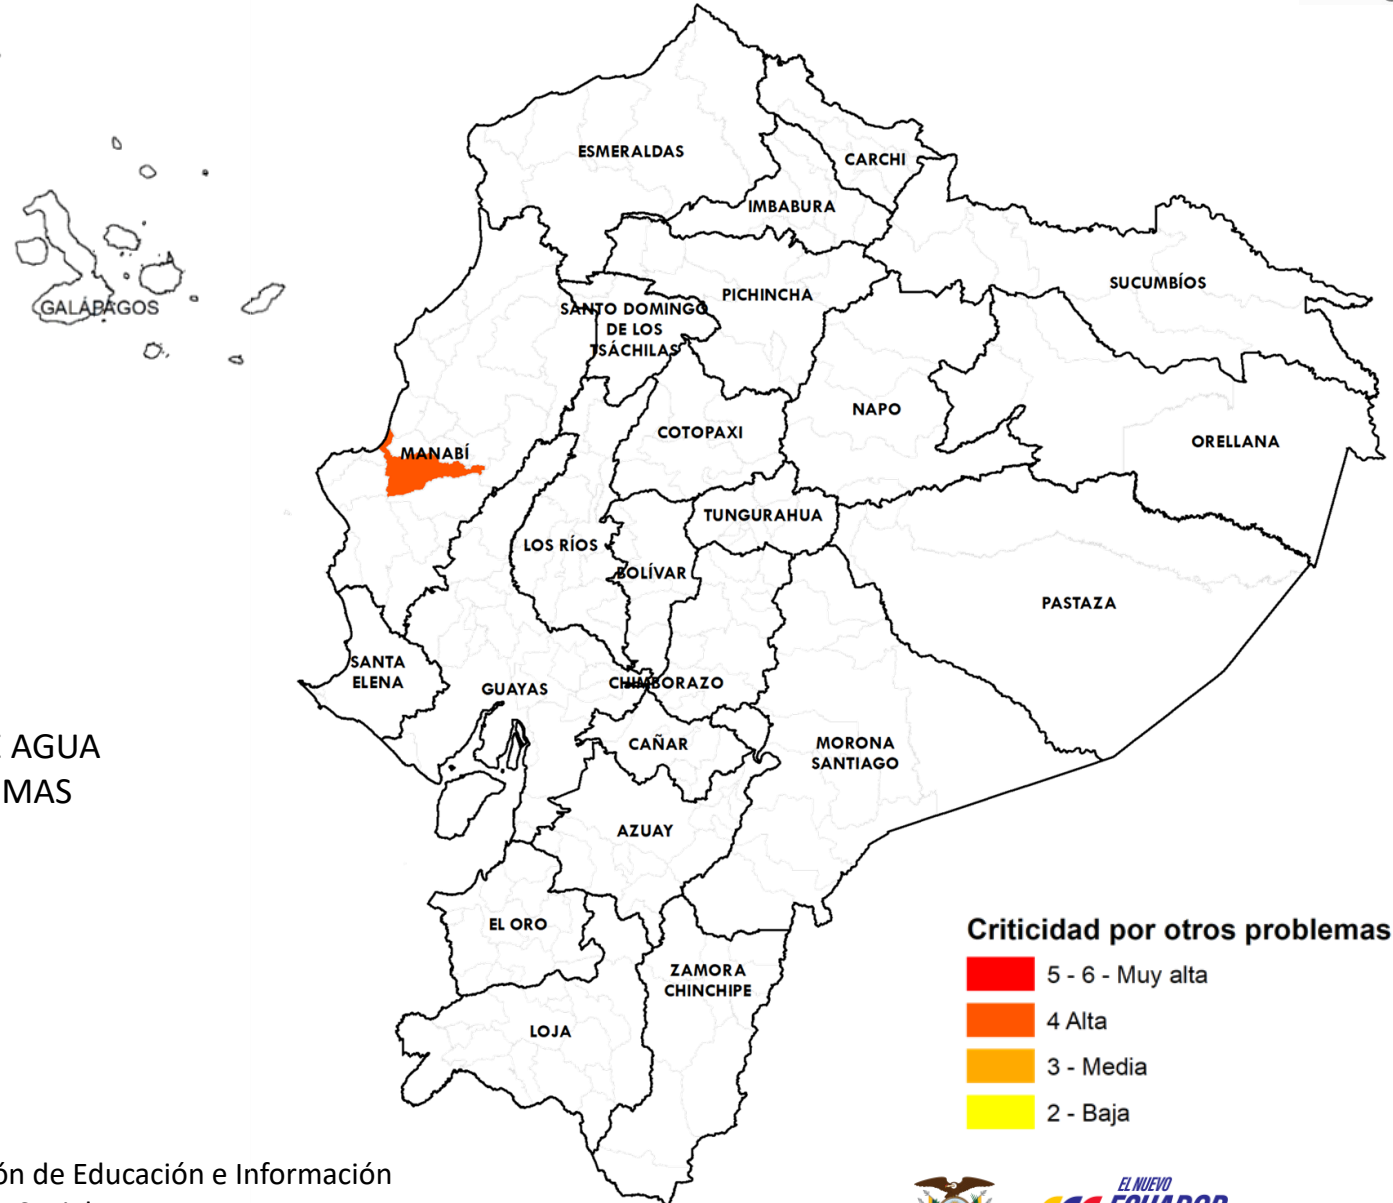 ESMERALDAS
CARCHI
IMBABURA
SUCUMBÍOS
PICHINCHA
GALÁPAGOS
SANTO DOMINGO
DE LOS
TSÁCHILAS
NAPO
COTOPAXI
ORELLANA
MANABÍ
TUNGURAHUA
LOS RÍOS
BOLÍVAR
PASTAZA
SANTA
ELENA
GUAYAS
CHIMBORAZO
CAÑAR
MORONA
SANTIAGO
AGUA
MAS
AZUAY
EL ORO
ZAMORA
CHINCHIPE
LOJA
Criticidad por otros problemas
5 - 6 - Muy alta
4 Alta
3 - Media
2 - Baja
ón de Educación e Información
EL NUEVO
ECUADOR